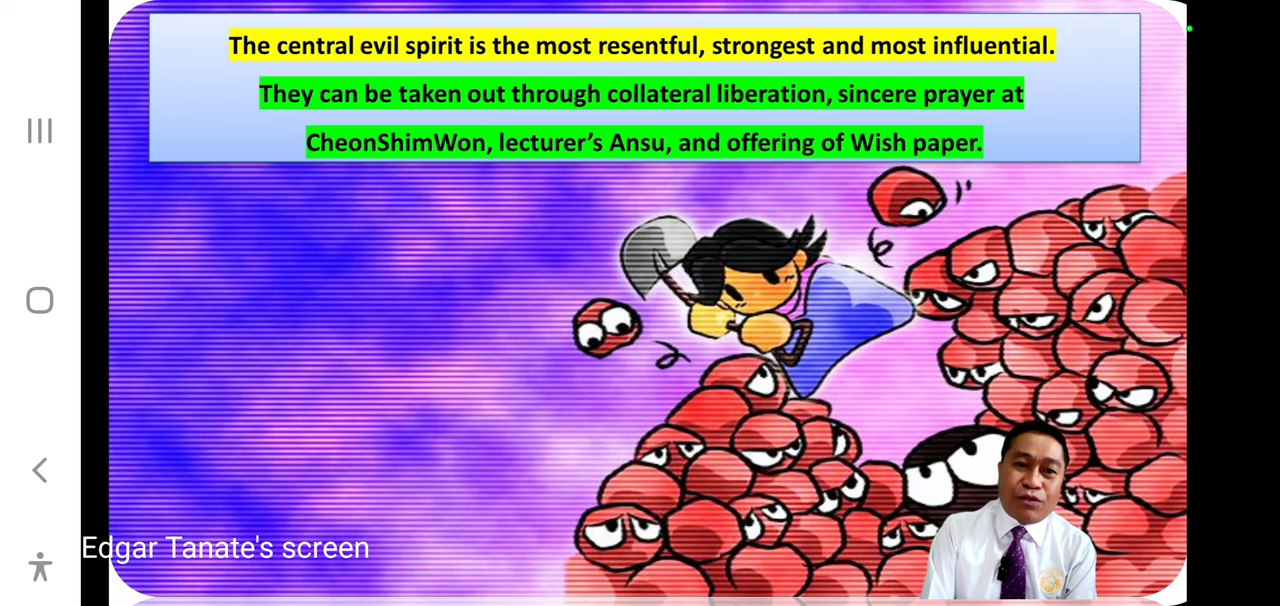 The central evil spirit is the most resentful, strongest and most influential.
They can be taken out through collateral liberation, sincere prayer at
CheonShimWon, lecturer’s Ansu, and offering of Wish paper.
Edgar Tanate's screen